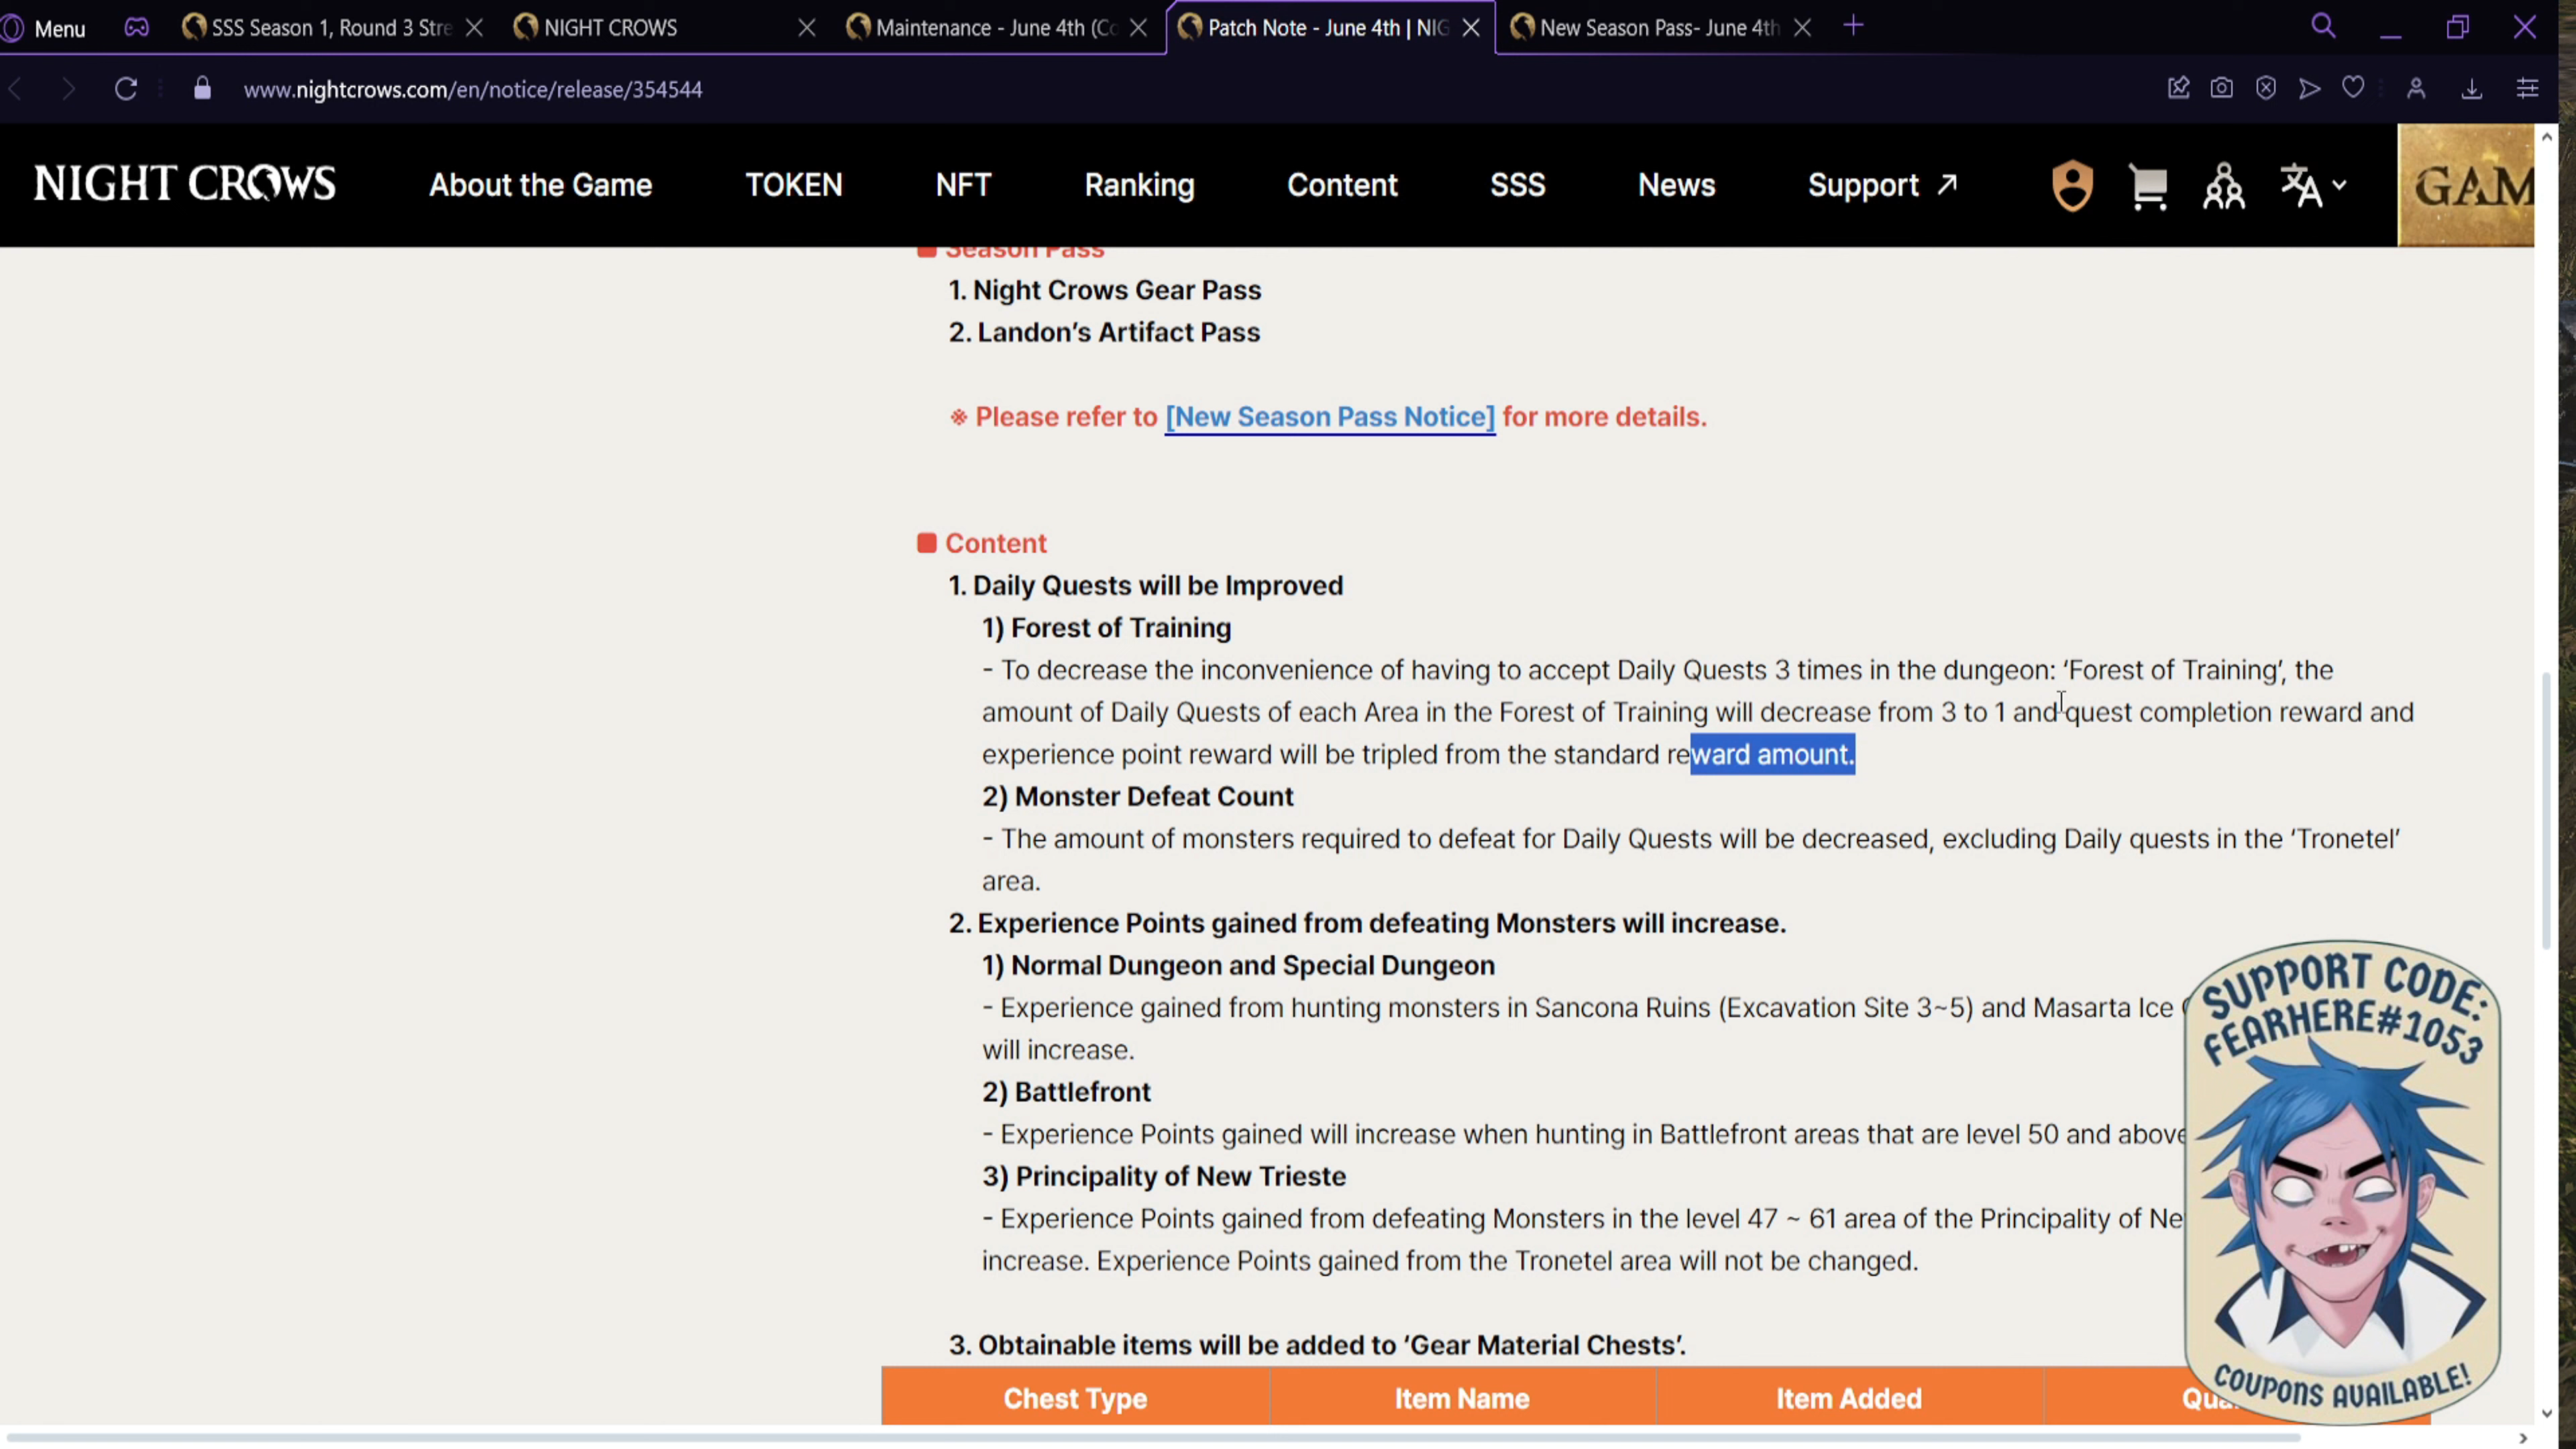 Menu
SSS Season 1, Round 3 Stre
NIGHT CROWS
Maintenance - June 4th (Co
Patch Note - June 4th | NIG
New Season Pass- June 4th
www.nightcrows.com/en/notice/release/354544
NIGHT CROWS
About the Game
TOKEN
NFT
Ranking
Content
SSS
News
Support
GAM
Season Pass
1. Night Crows Gear Pass
2. Landon's Artifact Pass
※ Please refer to [New Season Pass Notice] for more details.
Content
1. Daily Quests will be Improved
1) Forest of Training
- To decrease the inconvenience of having to accept Daily Quests 3 times in the dungeon: ‘Forest of Training’, the
amount of Daily Quests of each Area in the Forest of Training will decrease from 3 to 1 and quest completion reward and
experience point reward will be tripled from the standard reward amount.
2) Monster Defeat Count
- The amount of monsters required to defeat for Daily Quests will be decreased, excluding Daily quests in the ‘Tronetel’
area.
2. Experience Points gained from defeating Monsters will increase.
1) Normal Dungeon and Special Dungeon
- Experience gained from hunting monsters in Sancona Ruins (Excavation Site 3~5) and Masarta Ice
will increase.
2) Battlefront
- Experience Points gained will increase when hunting in Battlefront areas that are level 50 and above
3) Principality of New Trieste
- Experience Points gained from defeating Monsters in the level 47 ~ 61 area of the Principality of Ne
increase. Experience Points gained from the Tronetel area will not be changed.
3. Obtainable items will be added to ‘Gear Material Chests’.
Chest Type
Item Name
Item Added
SUPPORT CODE:
FEARHERE#1053
COUPONS AVAILABLE!